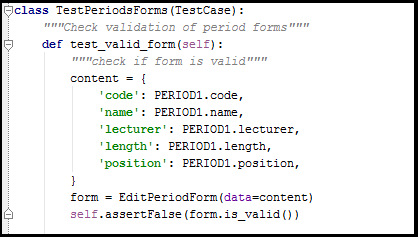 class TestPeriodsForms(TestCase):
"""Check validation of period forms"""
def test_valid_form(self):
"""check if form is valid"""
content = {
'code': PERIOD1.code,
'name': PERIOD1.name,
'lecturer': PERIOD1.lecturer,
'length': PERIOD1.length,
'position': PERIOD1.position,
}
form = EditPeriodForm(data=content)
self.assertFalse(form.is_valid())